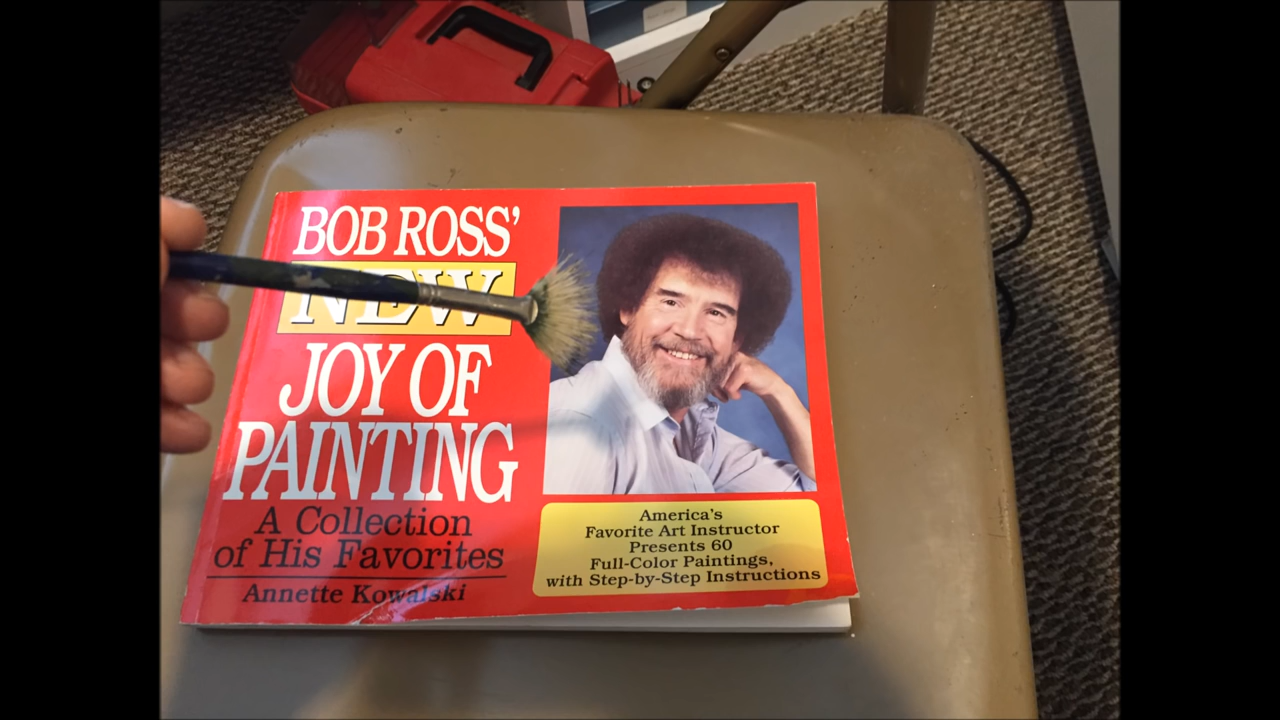 BOB ROSS'
NEW
JOY OF
PAINTING
A Collection
of His Favorites
Annette Kowalski
America's
Favorite Art Instructor
Presents 60
Full-Color Paintings,
with Step-by-Step Instructions